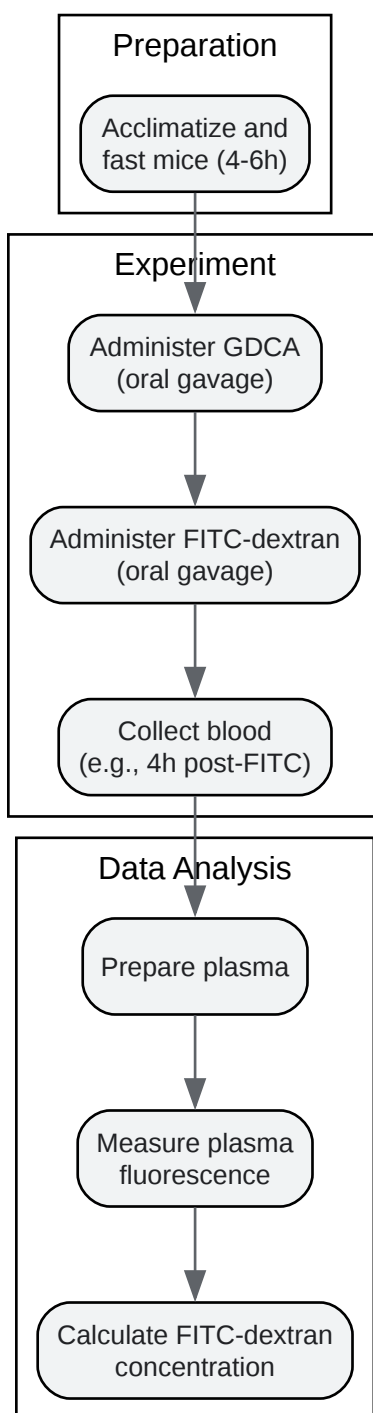 Preparation
Acclimatize and
fast mice (4-6h)
Experiment
Administer GDCA
(oral gavage)
Administer FITC-dextran
(oral gavage)
Collect blood
(e.g., 4h post-FITC)
Data Analysis
Prepare plasma
Measure plasma
fluorescence
Calculate FITC-dextran
concentration